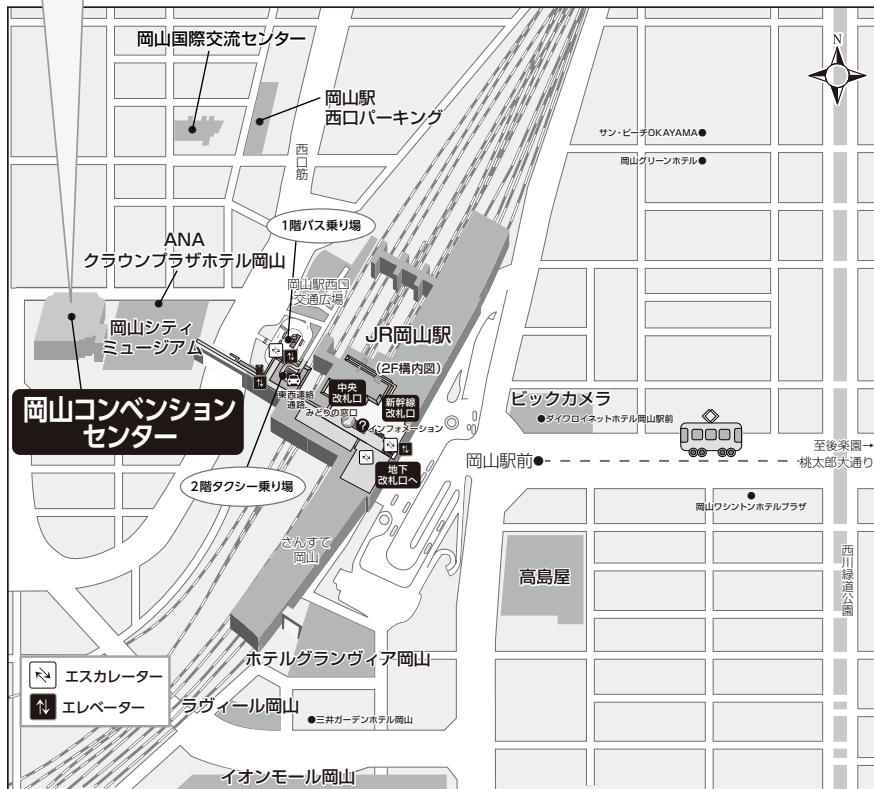 岡山国際交流センター
岡山駅
西口パーキング
N
西口筋
サン・ピーチOKAYAMA
岡山グリーンホテル
1階バス乗り場
ANA
クラウンプラザホテル岡山
岡山駅西口
交通広場
岡山シティ
ミュージアム
JR岡山駅
(2F構内図)
岡山コンベンション
センター
東西連絡
通路
中央
改札口
みどりの窓口
新幹線
改札口
?
インフォメーション
地下
改札口へ
2階タクシー乗り場
ビックカメラ
ダイワロイネットホテル岡山駅前
岡山駅前
至後楽園→
桃太郎大通り
岡山ワシントンホテルプラザ
さんすて
岡山
高島屋
西川緑道公園
ホテルグランヴィア岡山
エスカレーター
エレベーター
ラヴィール岡山
三井ガーデンホテル岡山
イオンモール岡山